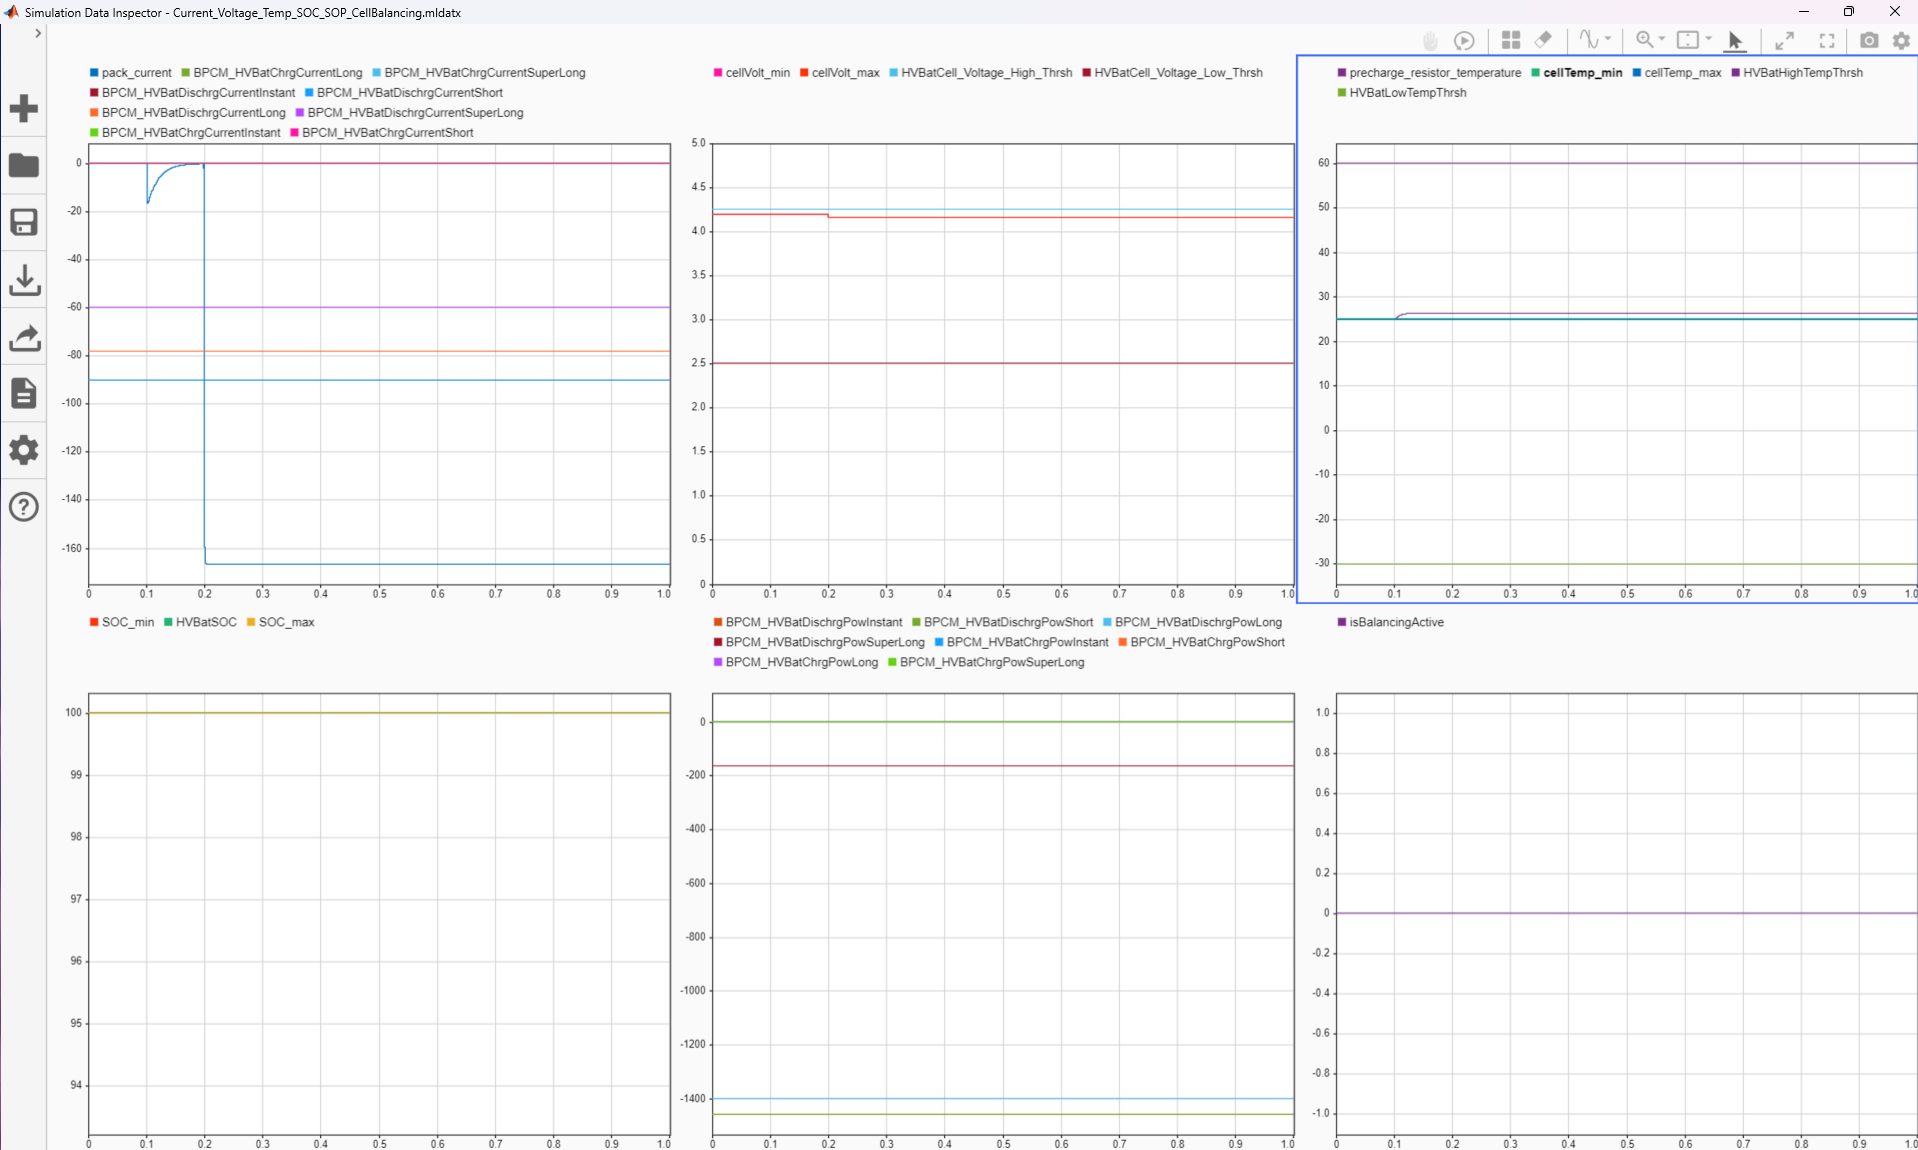 Simulation Data Inspector - Current_Voltage_Temp_SOC_SOP_CellBalancing.mldatx
pack_current BPCM_HVBatChrgCurrentLong BPCM_HVBatChrgCurrentSuperLong
BPCM_HVBatDischrgCurrentInstant BPCM_HVBatDischrgCurrentShort
BPCM_HVBatDischrgCurrentLong BPCM_HVBatDischrgCurrentSuperLong
BPCM_HVBatChrgCurrentInstant BPCM_HVBatChrgCurrentShort
0
-20
-40
-60
-80
-100
-120
-140
-160
0 0.1 0.2 0.3 0.4 0.5 0.6 0.7 0.8 0.9 1.0
cellVolt_min cellVolt_max HVBatCell_Voltage_High_Thrsh HVBatCell_Voltage_Low_Thrsh
5.0
4.5
4.0
3.5
3.0
2.5
2.0
1.5
1.0
0.5
0
0 0.1 0.2 0.3 0.4 0.5 0.6 0.7 0.8 0.9 1.0
precharge_resistor_temperature cellTemp_min cellTemp_max HVBatHighTempThrsh
HVBatLowTempThrsh
60
50
40
30
20
10
0
-10
-20
-30
0 0.1 0.2 0.3 0.4 0.5 0.6 0.7 0.8 0.9 1.0
SOC_min HVBatSOC SOC_max
100
99
98
97
96
95
94
0 0.1 0.2 0.3 0.4 0.5 0.6 0.7 0.8 0.9 1.0
BPCM_HVBatDischrgPowInstant BPCM_HVBatDischrgPowShort BPCM_HVBatDischrgPowLong
BPCM_HVBatDischrgPowSuperLong BPCM_HVBatChrgPowInstant BPCM_HVBatChrgPowShort
BPCM_HVBatChrgPowLong BPCM_HVBatChrgPowSuperLong
0
-200
-400
-600
-800
-1000
-1200
-1400
0 0.1 0.2 0.3 0.4 0.5 0.6 0.7 0.8 0.9 1.0
isBalancingActive
1.0
0.8
0.6
0.4
0.2
0
-0.2
-0.4
-0.6
-0.8
-1.0
0 0.1 0.2 0.3 0.4 0.5 0.6 0.7 0.8 0.9 1.0